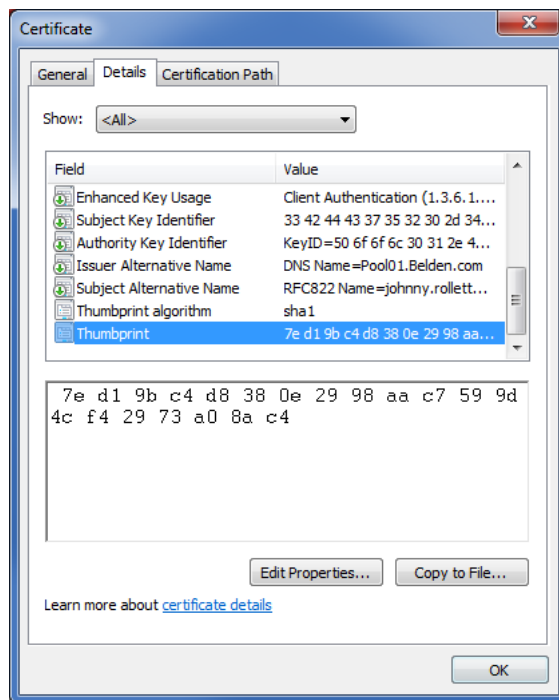 Certificate
General Details Certification Path
Show: <All>
Field Value
Enhanced Key Usage Client Authentication (1.3.6.1....
Subject Key Identifier 33 42 44 43 37 35 32 30 2d 34...
Authority Key Identifier KeyID=50 6f 6f 6c 30 31 2e 4...
Issuer Alternative Name DNS Name=Pool01.Belden.com
Subject Alternative Name RFC822 Name=johnny.rollett...
Thumbprint algorithm sha1
Thumbprint 7e d1 9b c4 d8 38 0e 29 98 aa...
7e d1 9b c4 d8 38 0e 29 98 aa c7 59 9d
4c f4 29 73 a0 8a c4
Edit Properties... Copy to File...
Learn more about certificate details
OK